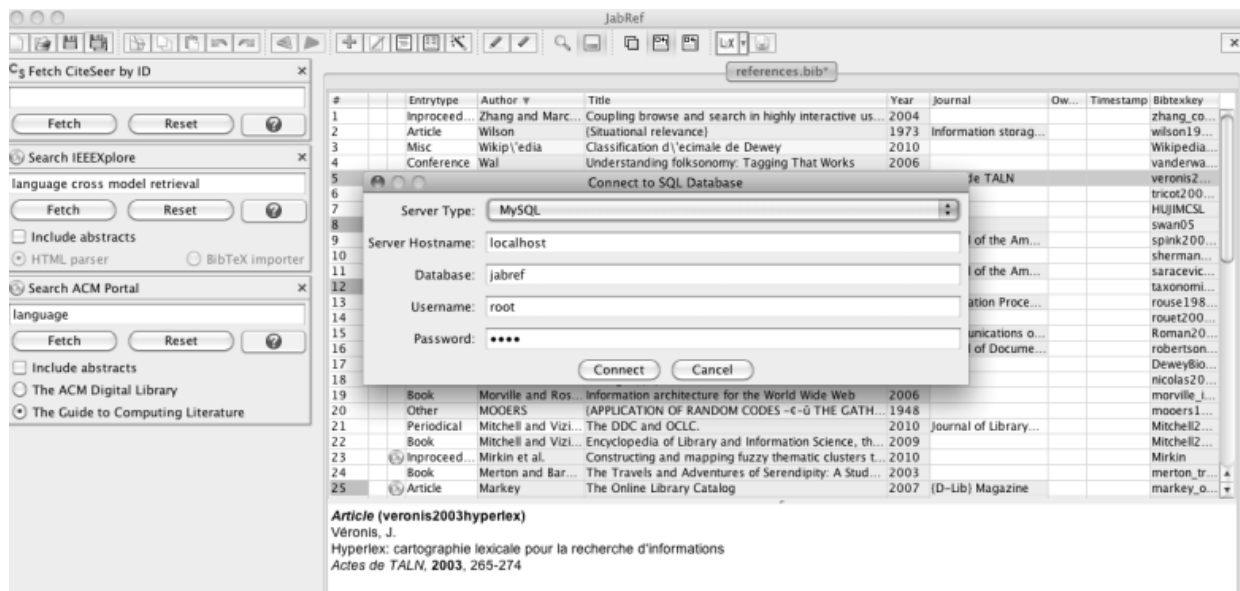 JabRef
Fetch CiteSeer by ID
Fetch Reset
Search IEEEXplore
language cross model retrieval
Fetch Reset
Include abstracts
HTML parser BibTeX importer
Search ACM Portal
language
Fetch Reset
Include abstracts
The ACM Digital Library
The Guide to Computing Literature
references.bib*
# Entrytype Author Title Year Journal Ow... Timestamp Bibtexkey
1 Inproceed... Zhang and Marc... Coupling browse and search in highly interactive us... 2004 zhang_co...
2 Article Wilson {Situational relevance} 1973 Information storag... wilson19...
3 Misc Wikip\'edia Classification d\'ecimale de Dewey 2010 Wikipedia...
4 Conference Wal Understanding folksonomy: Tagging That Works 2006 vanderwa...
5 de TALN veronis2...
6 tricot200...
7 HUJIMCSL
8 swan05
9 l of the Am... spink200...
10 sherman...
11 l of the Am... saracevic...
12 taxonomi...
13 ation Proce... rouse198...
14 rouet200...
15 unications o... Roman20...
16 l of Docume... robertson...
17 DeweyBio...
18 nicolas20...
19 Book Morville and Ros... Information architecture for the World Wide Web 2006 morville_i...
20 Other MOOERS {APPLICATION OF RANDOM CODES -¢-û THE GATH... 1948 mooers1...
21 Periodical Mitchell and Vizi... The DDC and OCLC. 2010 Journal of Library... Mitchell2...
22 Book Mitchell and Vizi... Encyclopedia of Library and Information Science, th... 2009 Mitchell2...
23 Inproceed... Mirkin et al. Constructing and mapping fuzzy thematic clusters t... 2010 Mirkin
24 Book Merton and Bar... The Travels and Adventures of Serendipity: A Stud... 2003 merton_tr...
25 Article Markey The Online Library Catalog 2007 {D-Lib} Magazine markey_o...
Connect to SQL Database
Server Type: MySQL
Server Hostname: localhost
Database: jabref
Username: root
Password: ••••
Connect Cancel
Article (veronis2003hyperlex)
Véronis, J.
Hyperlex: cartographie lexicale pour la recherche d'informations
Actes de TALN, 2003, 265-274